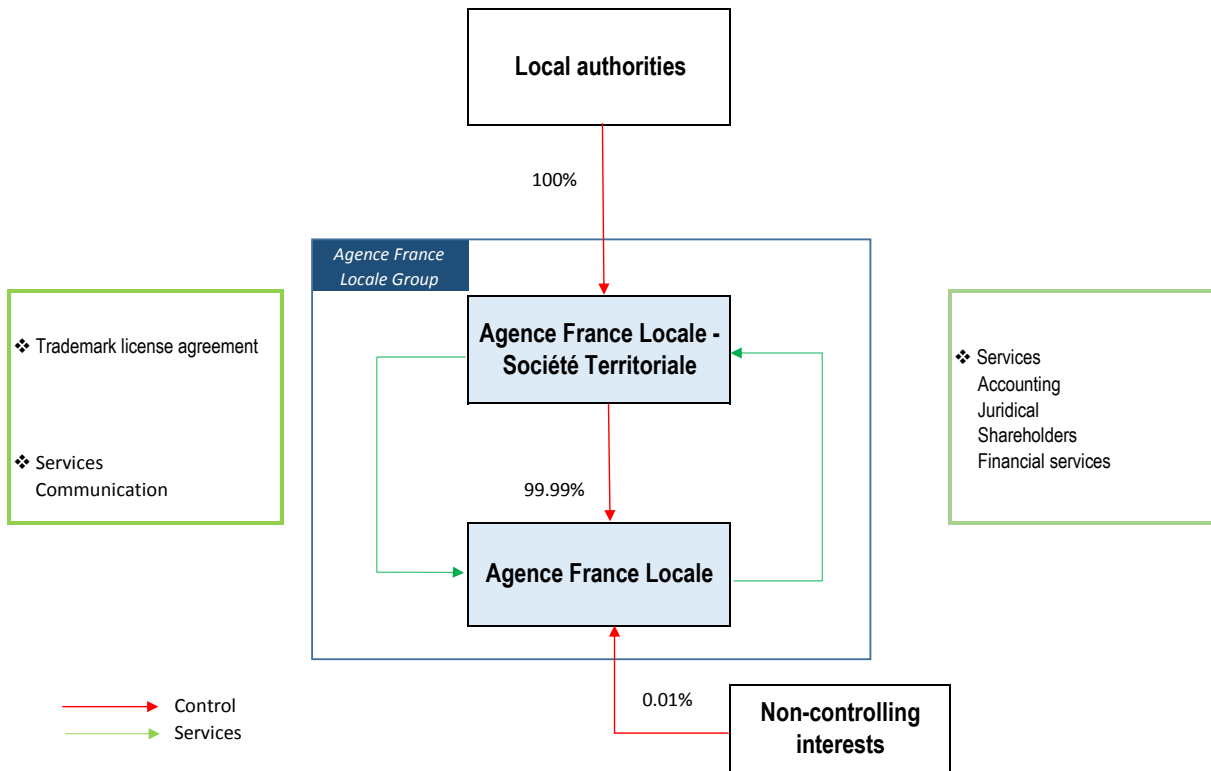 Local authorities
100%
Agence France
Locale Group
❖ Trademark license agreement
❖ Services
Communication
Agence France Locale -
Société Territoriale
❖ Services
Accounting
Juridical
Shareholders
Financial services
99.99%
Agence France Locale
0.01%
Non-controlling
interests
Control
Services